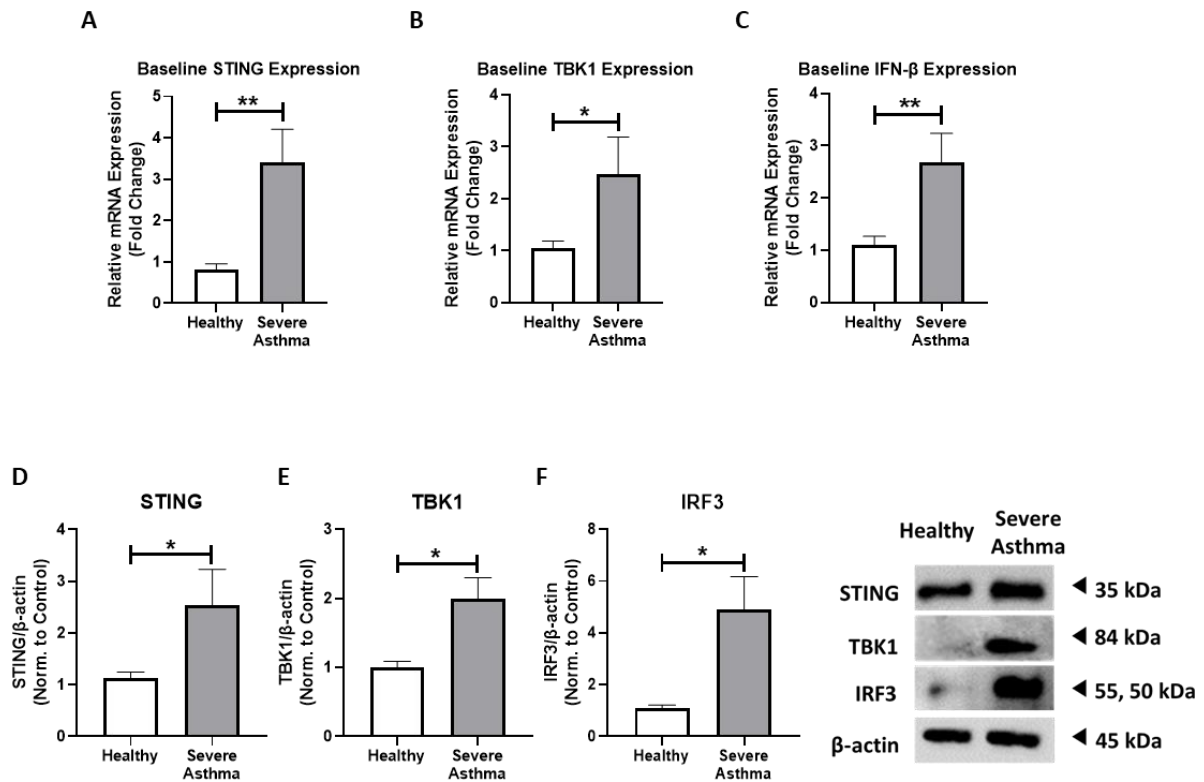 A
Baseline STING Expression
Relative mRNA Expression
(Fold Change)
5
4
3
2
1
0
**
Healthy
Severe
Asthma
B
Baseline TBK1 Expression
Relative mRNA Expression
(Fold Change)
4
3
2
1
0
*
Healthy
Severe
Asthma
C
Baseline IFN-β Expression
Relative mRNA Expression
(Fold Change)
4
3
2
1
0
**
Healthy
Severe
Asthma
D
STING
STING/β-actin
(Norm. to Control)
4
3
2
1
0
*
Healthy
Severe
Asthma
E
TBK1
TBK1/β-actin
(Norm. to Control)
3
2
1
0
*
Healthy
Severe
Asthma
F
IRF3
IRF3/β-actin
(Norm. to Control)
8
6
4
2
0
*
Healthy
Severe
Asthma
Healthy
Severe
Asthma
STING
35 kDa
TBK1
84 kDa
IRF3
55, 50 kDa
β-actin
45 kDa